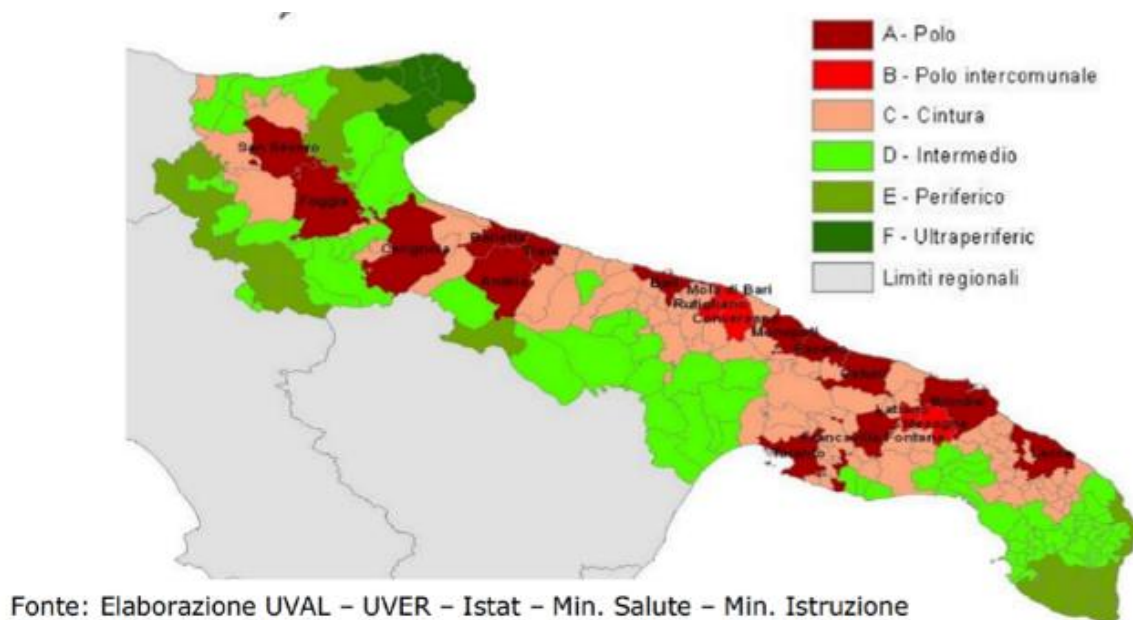 A - Polo
B - Polo intercomunale
C - Cintura
D - Intermedio
E - Periferico
F - Ultraperiferic
Limiti regionali
San Severo
Foggia
Cerignola
Barletta
Trani
Andria
Bari
Mola di Bari
Rutigliano
Conversano
Monopoli
Fasano
Ostuni
Brindisi
Latiano
Mesagne
Francavilla Fontana
Taranto
Lecce
Fonte: Elaborazione UVAL – UVER – Istat – Min. Salute – Min. Istruzione